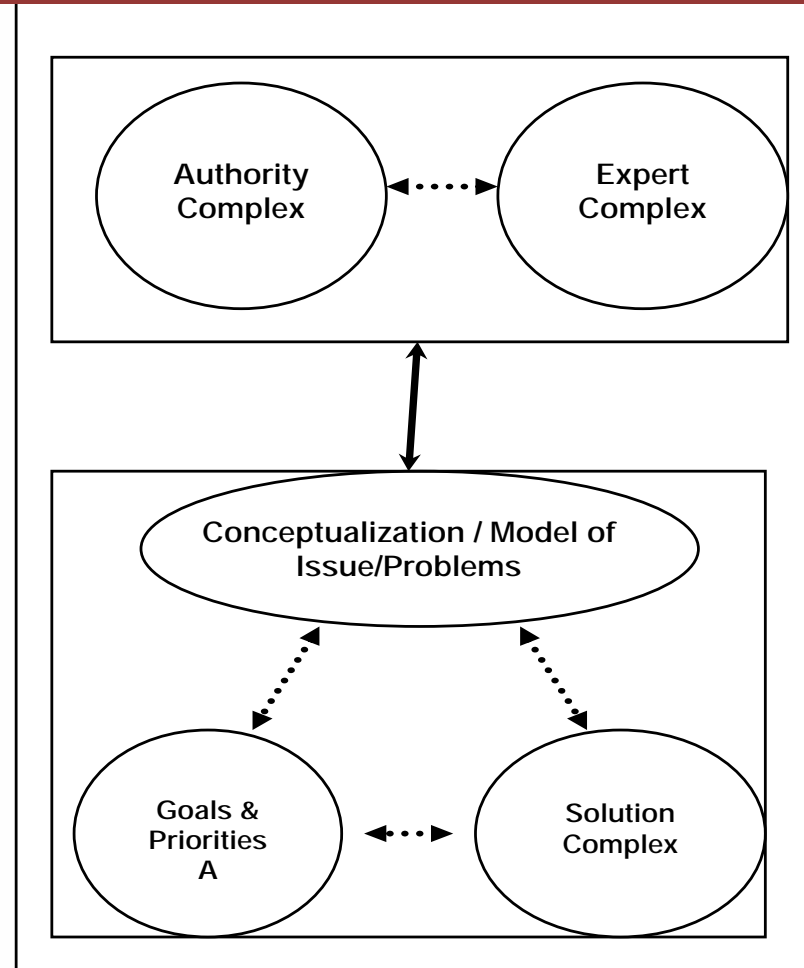 Authority
Complex
Expert
Complex
Conceptualization / Model of
Issue/Problems
Goals &
Priorities
A
Solution
Complex